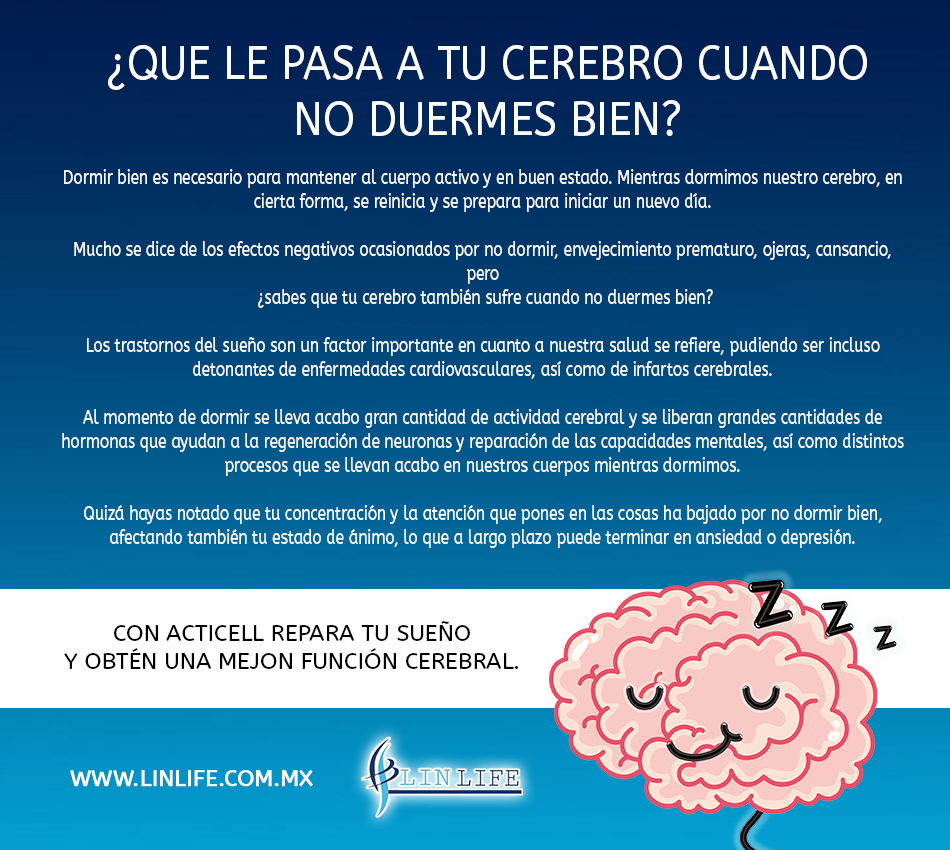 ¿QUE LE PASA A TU CEREBRO CUANDO
NO DUERMES BIEN?
Dormir bien es necesario para mantener al cuerpo activo y en buen estado. Mientras dormimos nuestro cerebro, en
cierta forma, se reinicia y se prepara para iniciar un nuevo día.
Mucho se dice de los efectos negativos ocasionados por no dormir, envejecimiento prematuro, ojeras, cansancio,
pero
¿sabes que tu cerebro también sufre cuando no duermes bien?
Los trastornos del sueño son un factor importante en cuanto a nuestra salud se refiere, pudiendo ser incluso
detonantes de enfermedades cardiovasculares, así como de infartos cerebrales.
Al momento de dormir se lleva acabo gran cantidad de actividad cerebral y se liberan grandes cantidades de
hormonas que ayudan a la regeneración de neuronas y reparación de las capacidades mentales, así como distintos
procesos que se llevan acabo en nuestros cuerpos mientras dormimos.
Quizá hayas notado que tu concentración y la atención que pones en las cosas ha bajado por no dormir bien,
afectando también tu estado de ánimo, lo que a largo plazo puede terminar en ansiedad o depresión.
Z Z Z
CON ACTICELL REPARA TU SUEÑO
Y OBTÉN UNA MEJON FUNCIÓN CEREBRAL.
WWW.LINLIFE.COM.MX
LINLIFE